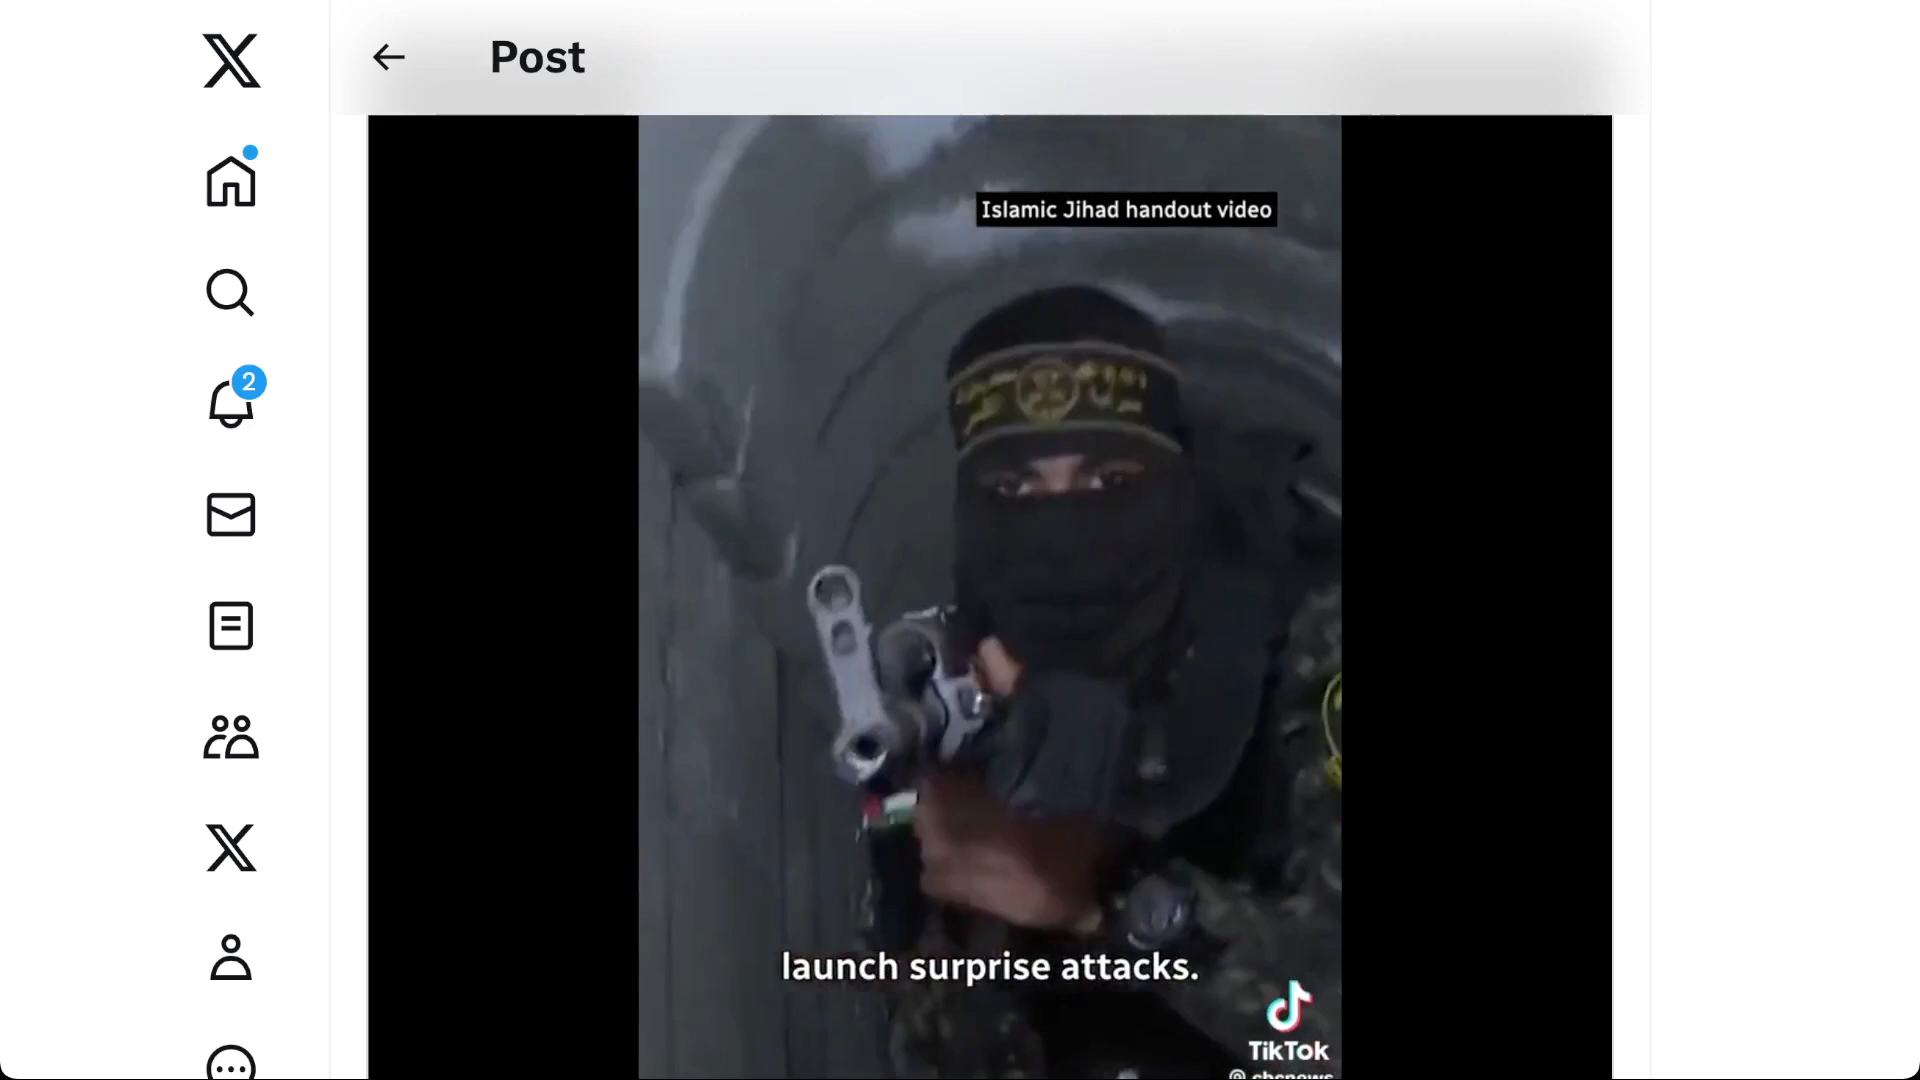 Post
Islamic Jihad handout video
2
launch surprise attacks.
TikTok